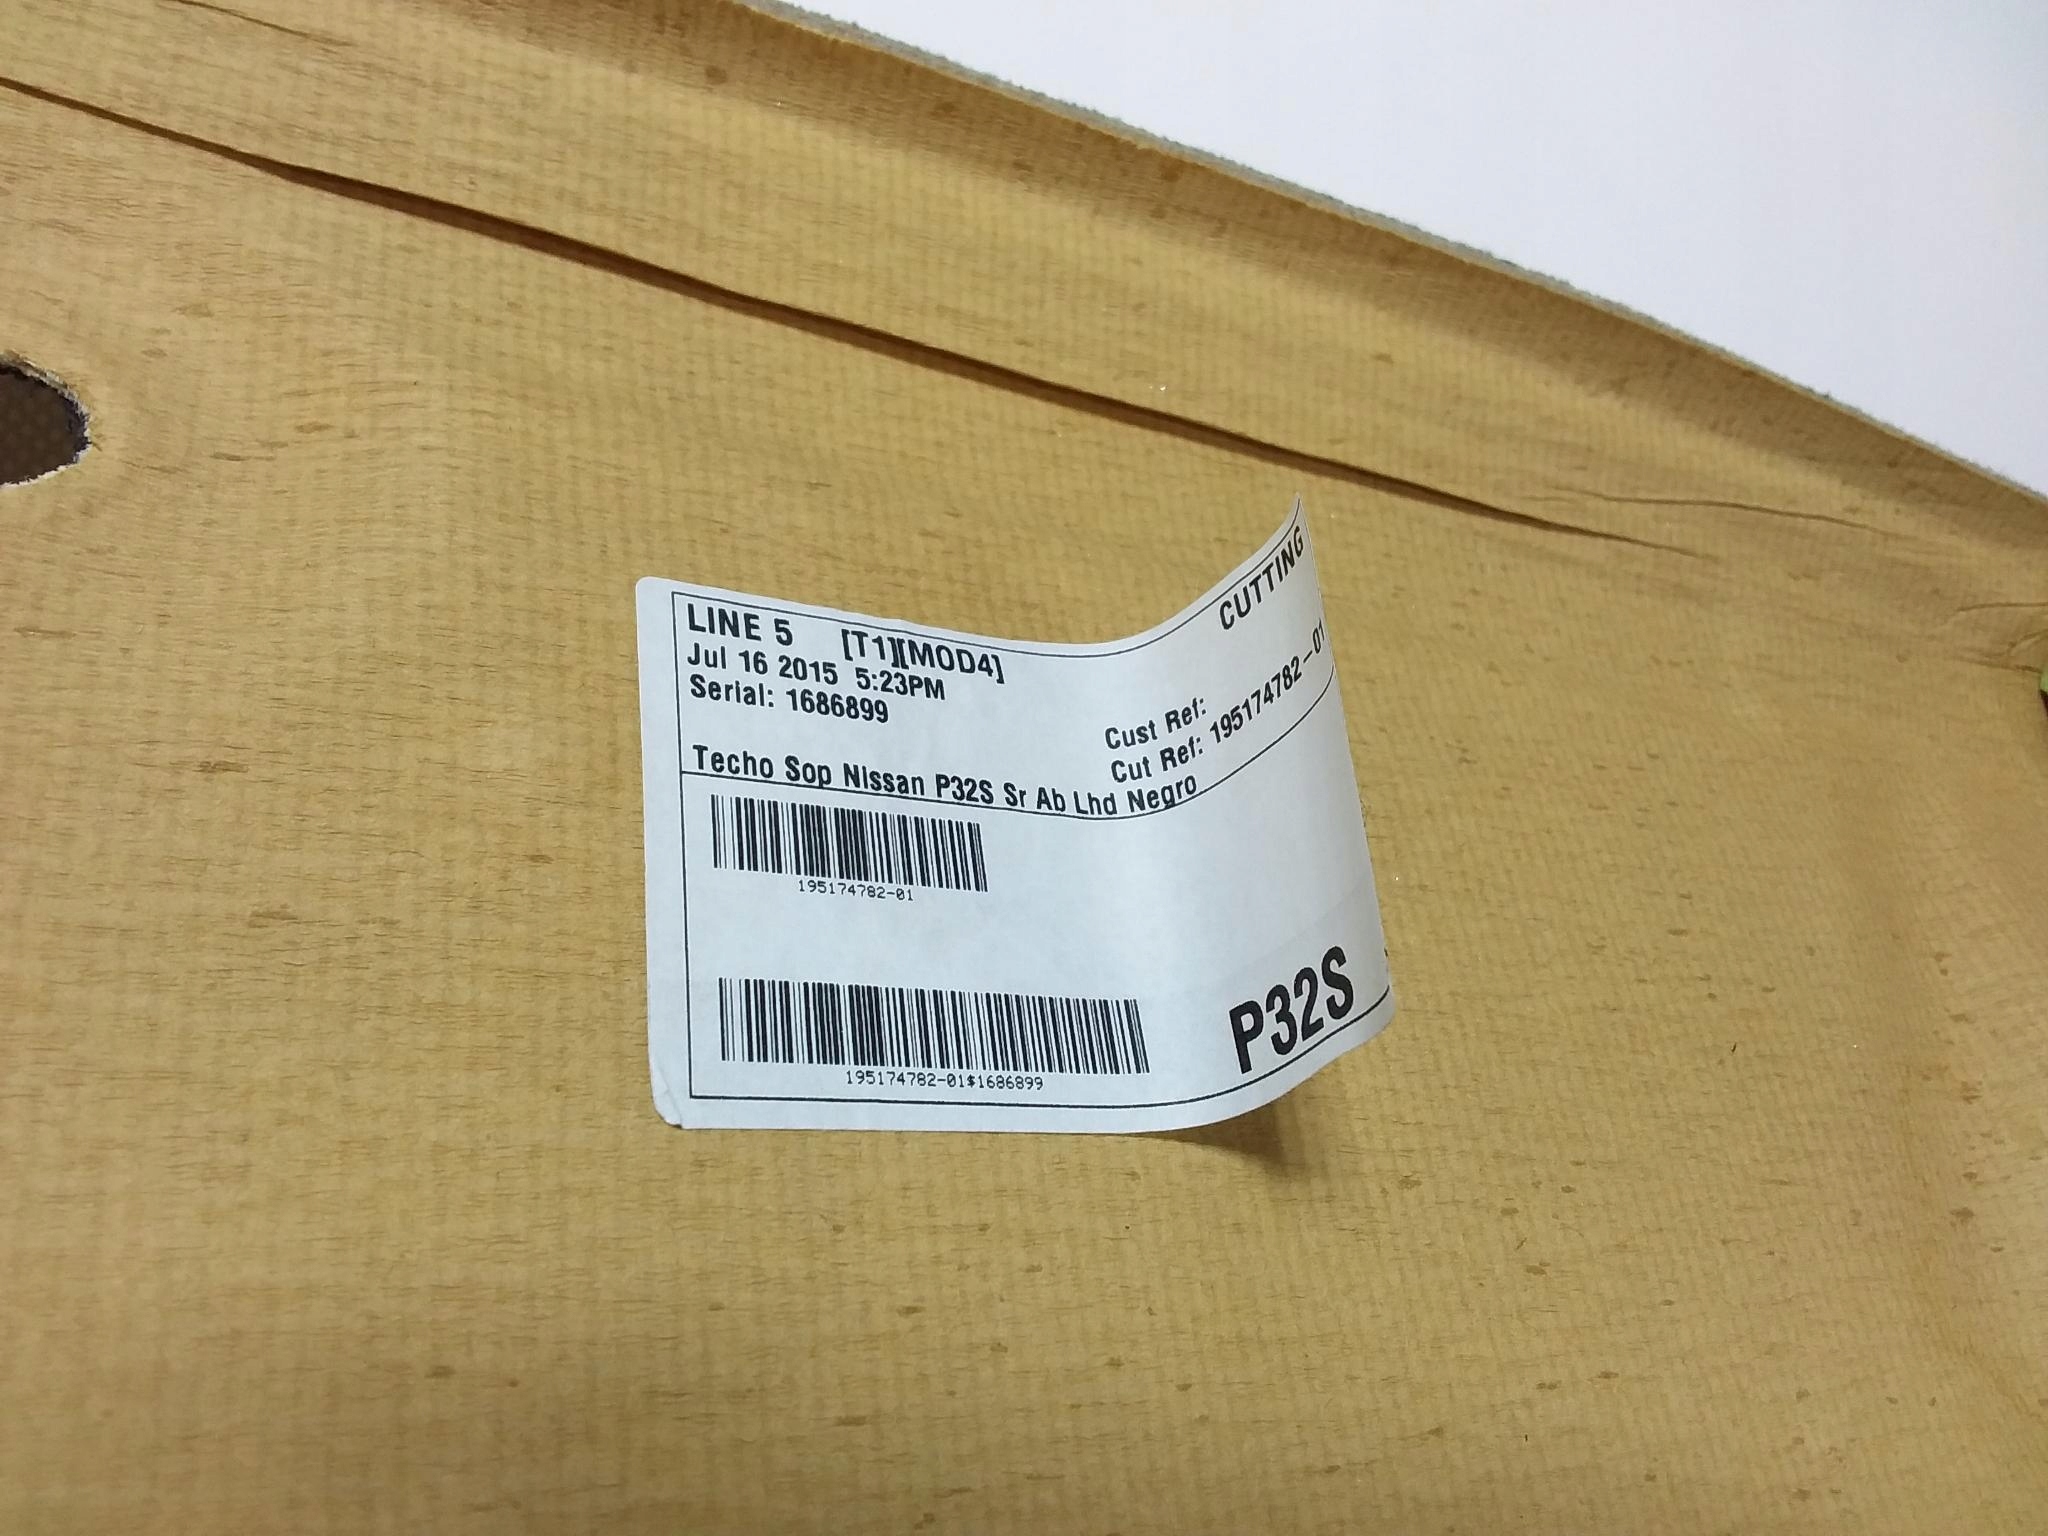 LINE 5 [T1][MOD4] CUTTING
Jul 16 2015 5:23PM
Serial: 1686899
Cust Ref:
Cut Ref: 195174782-01
Techo Sop Nissan P32S Sr Ab Lhd Negro
195174782-01
195174782-01$1686899
P32S